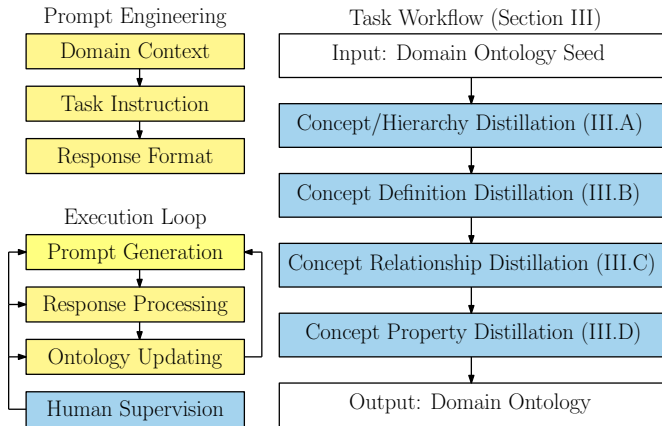 Prompt Engineering
Domain Context
Task Instruction
Response Format
Execution Loop
Prompt Generation
Response Processing
Ontology Updating
Human Supervision
Task Workflow (Section III)
Input: Domain Ontology Seed
Concept/Hierarchy Distillation (III.A)
Concept Definition Distillation (III.B)
Concept Relationship Distillation (III.C)
Concept Property Distillation (III.D)
Output: Domain Ontology